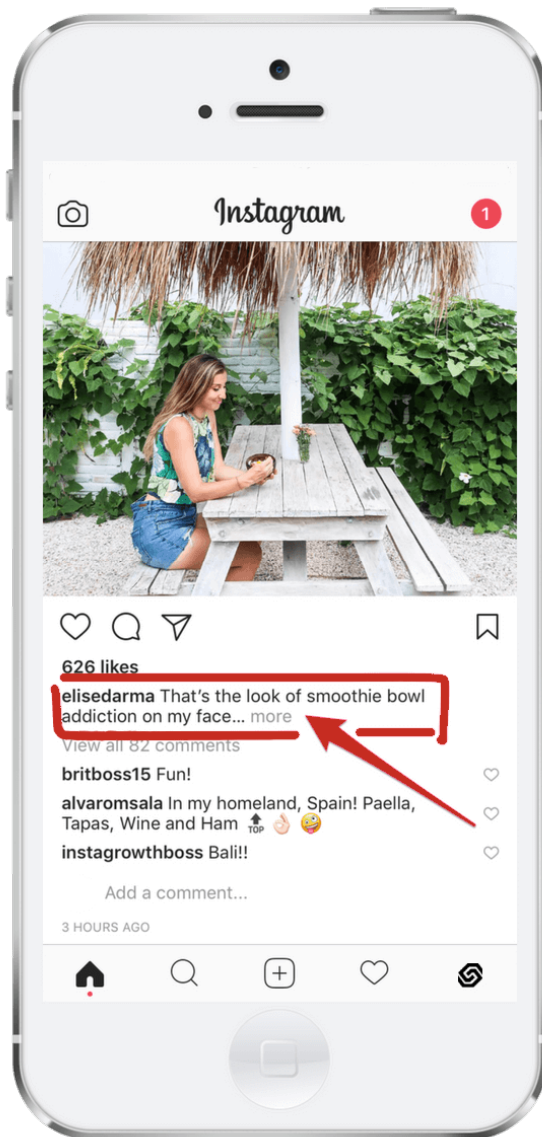 Instagram
1
626 likes
elisedarma That's the look of smoothie bowl
addiction on my face... more
View all 82 comments
britboss15 Fun!
alvaromsala In my homeland, Spain! Paella,
Tapas, Wine and Ham 🔝 👌🏻 🤪
instagrowthboss Bali!!
Add a comment...
3 HOURS AGO